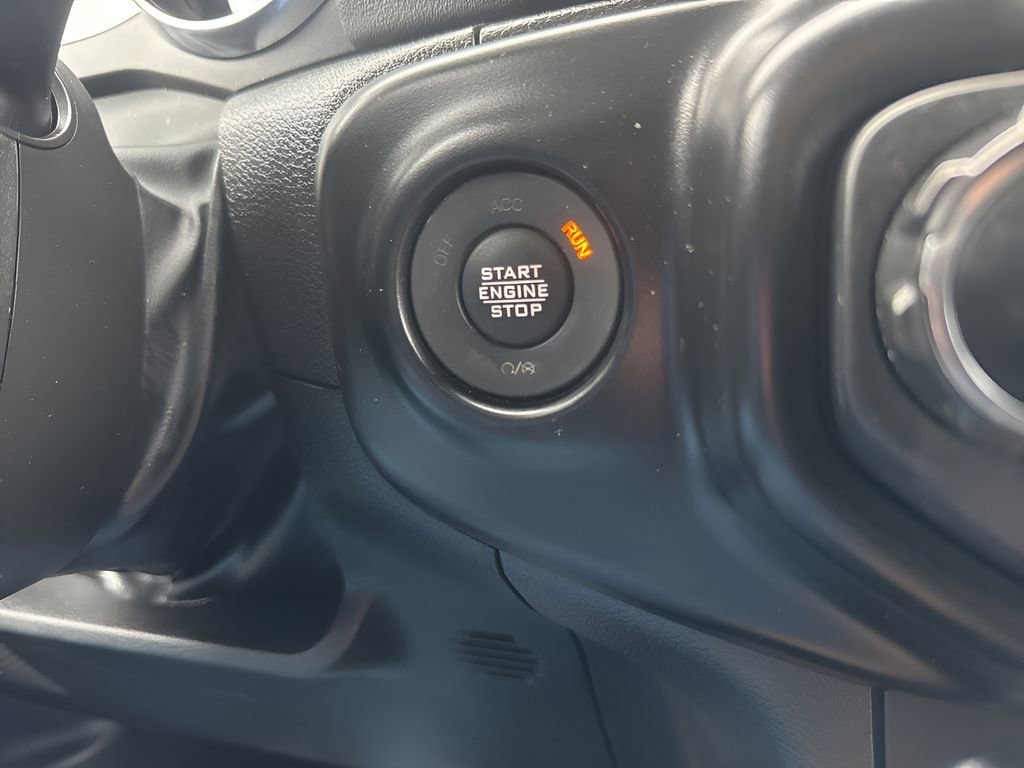 ACC
OFF
RUN
START
ENGINE
STOP